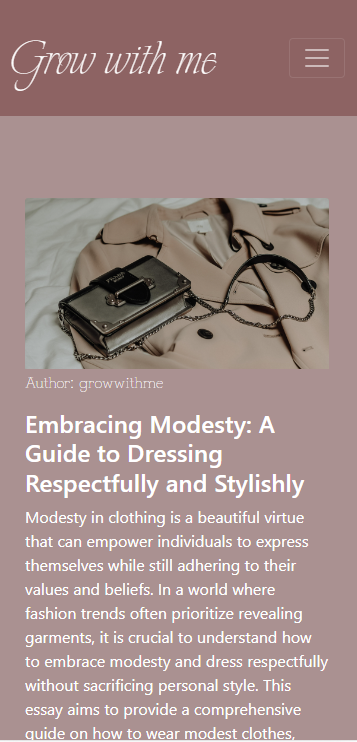 Grow with me
Author: growwithme
Embracing Modesty: A
Guide to Dressing
Respectfully and Stylishly
Modesty in clothing is a beautiful virtue
that can empower individuals to express
themselves while still adhering to their
values and beliefs. In a world where
fashion trends often prioritize revealing
garments, it is crucial to understand how
to embrace modesty and dress respectfully
without sacrificing personal style. This
essay aims to provide a comprehensive
guide on how to wear modest clothes,